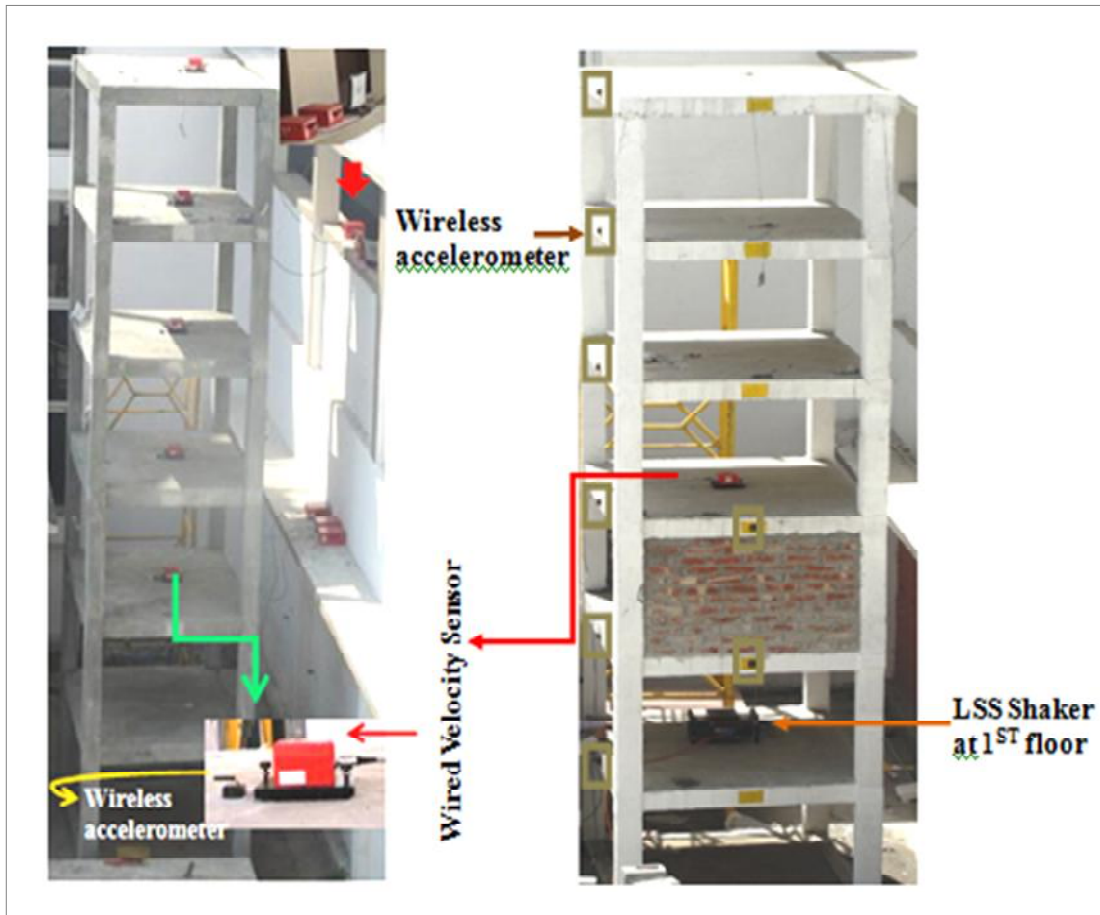 Wireless
accelerometer
Wired Velocity Sensor
LSS Shaker
at 1ST floor
Wireless
accelerometer